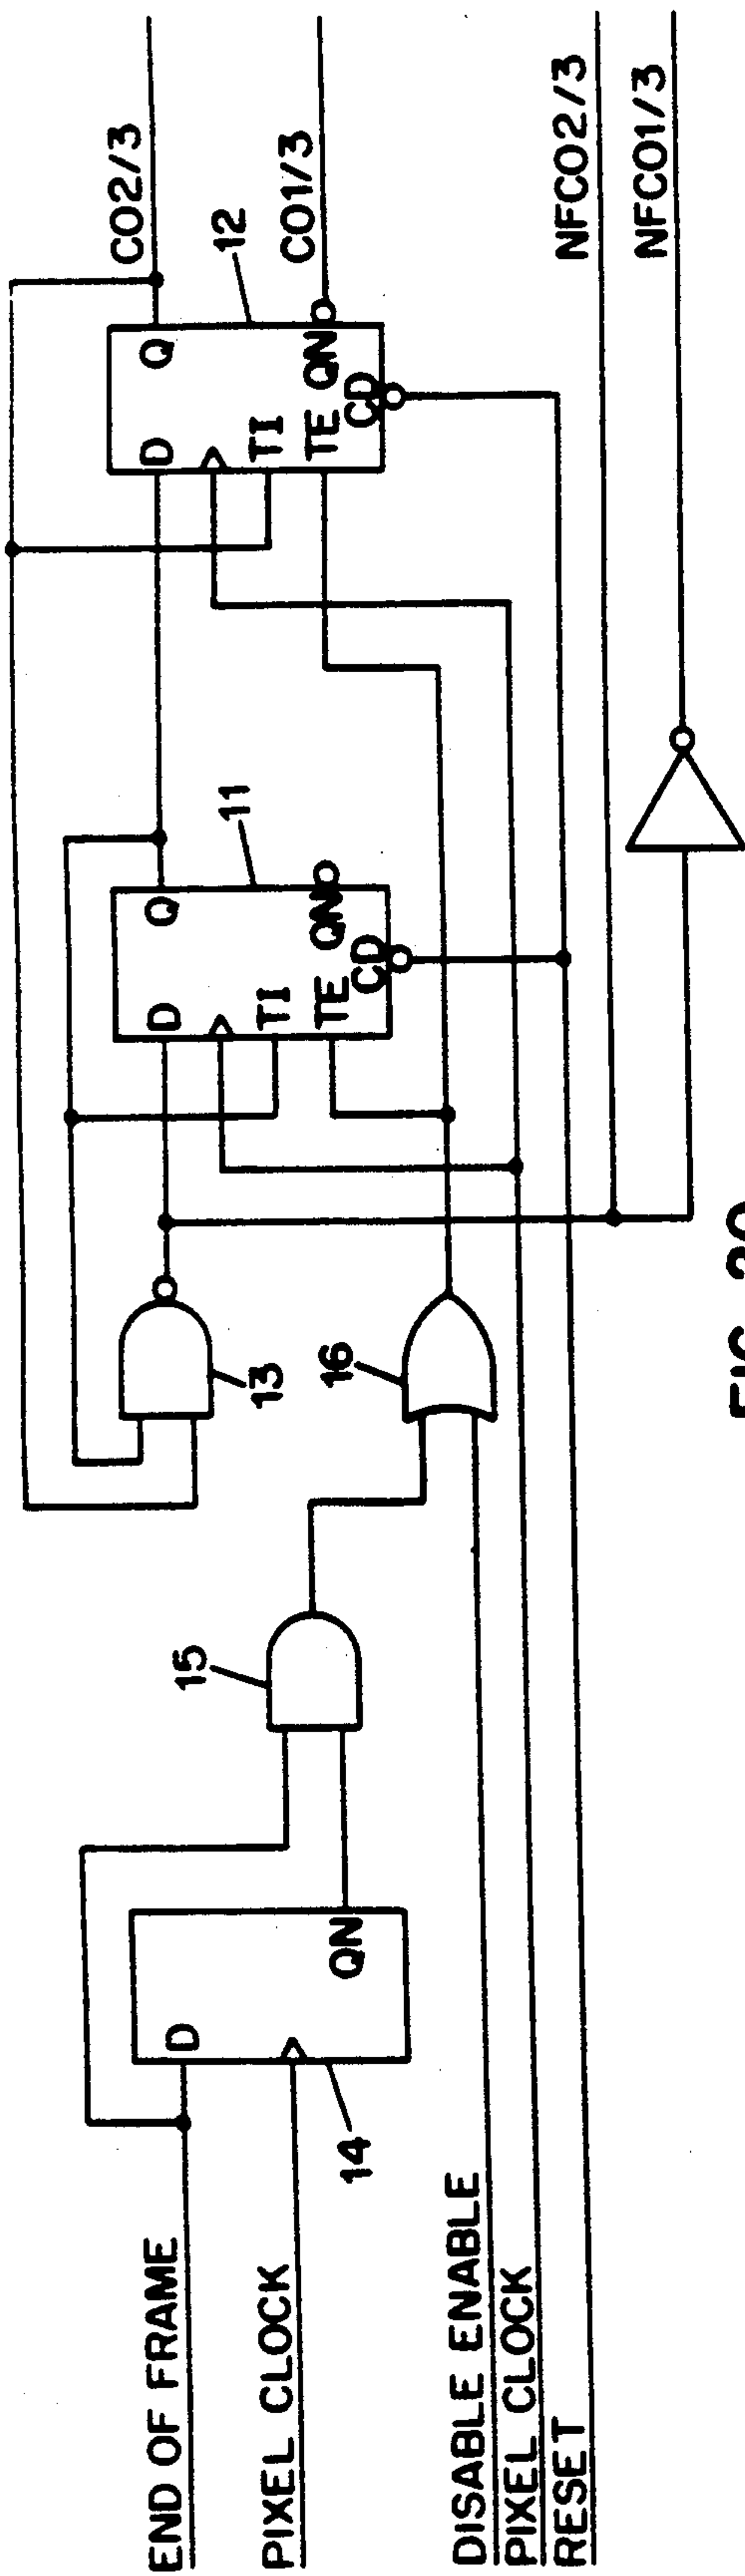 END OF FRAME
PIXEL CLOCK
DISABLE ENABLE
PIXEL CLOCK
RESET
D
QN
14
15
13
16
D
Q
TI
TE
QN
CD
11
D
Q
TI
TE
QN
CD
12
CO2/3
CO1/3
NFCO2/3
NFCO1/3
FIG